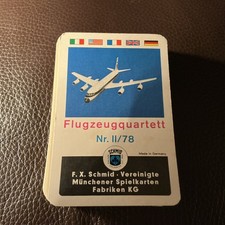 Flugzeugquartett
Nr. II/78
Made in Germany
F. X. Schmid - Vereinigte
Münchener Spielkarten
Fabriken KG